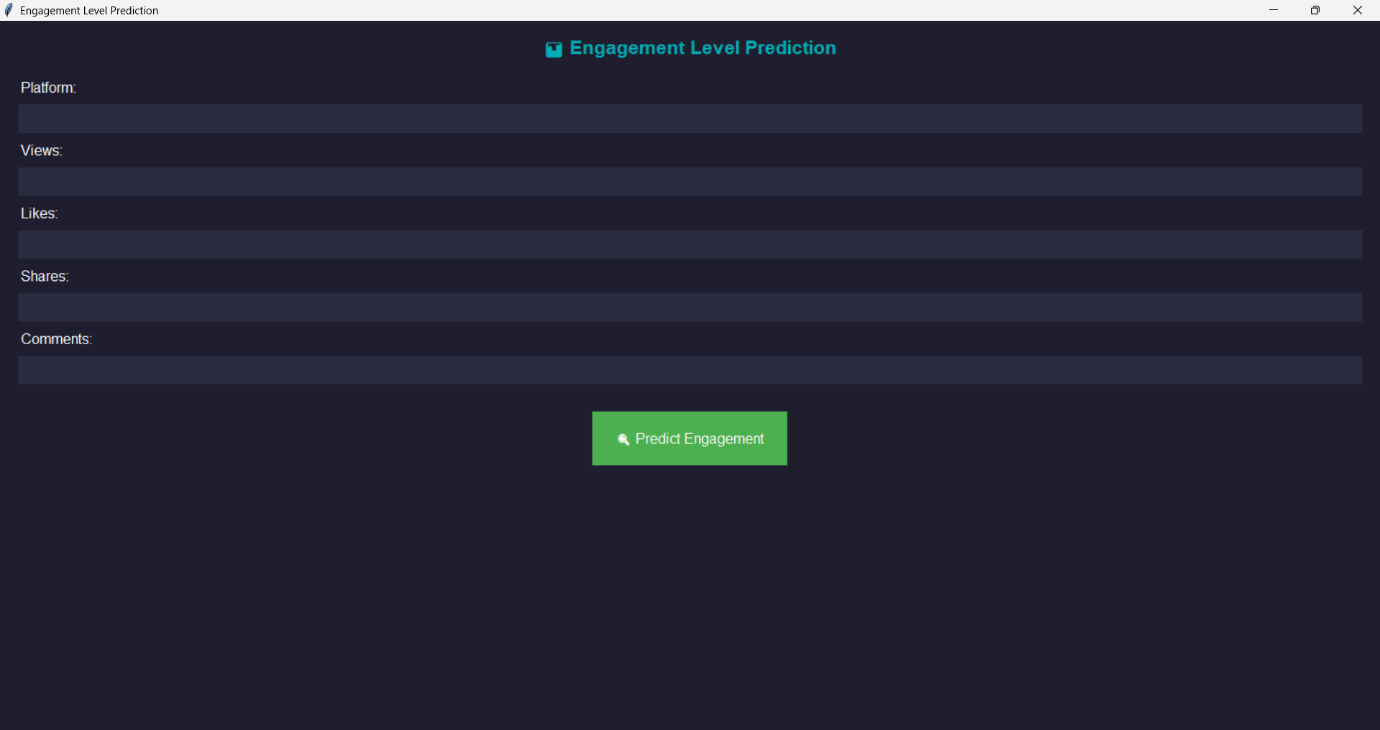 Engagement Level Prediction
Engagement Level Prediction
Platform:
Views:
Likes:
Shares:
Comments:
Predict Engagement